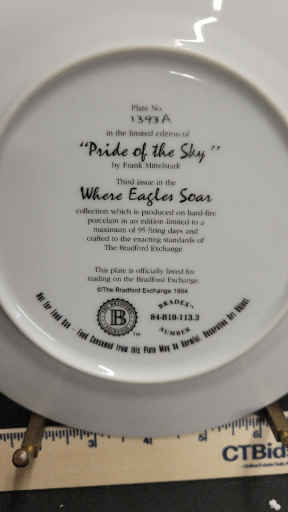 Plate No.
1393A
in the limited edition of
"Pride of the Sky"
by Frank Mittelstadt
Third issue in the
Where Eagles Soar
collection which is produced on hard-fire
porcelain in an edition limited to a
maximum of 95 firing days and
crafted to the exacting standards of
The Bradford Exchange
This plate is officially listed for
trading on the Bradford Exchange.
©The Bradford Exchange 1994
B
TM
BRADEX
84-B10-113.3
NUMBER
Not for Food Use - Food Consumed from this Plate May be Harmful. Decorative Art Object.
3 4 5
CTBids